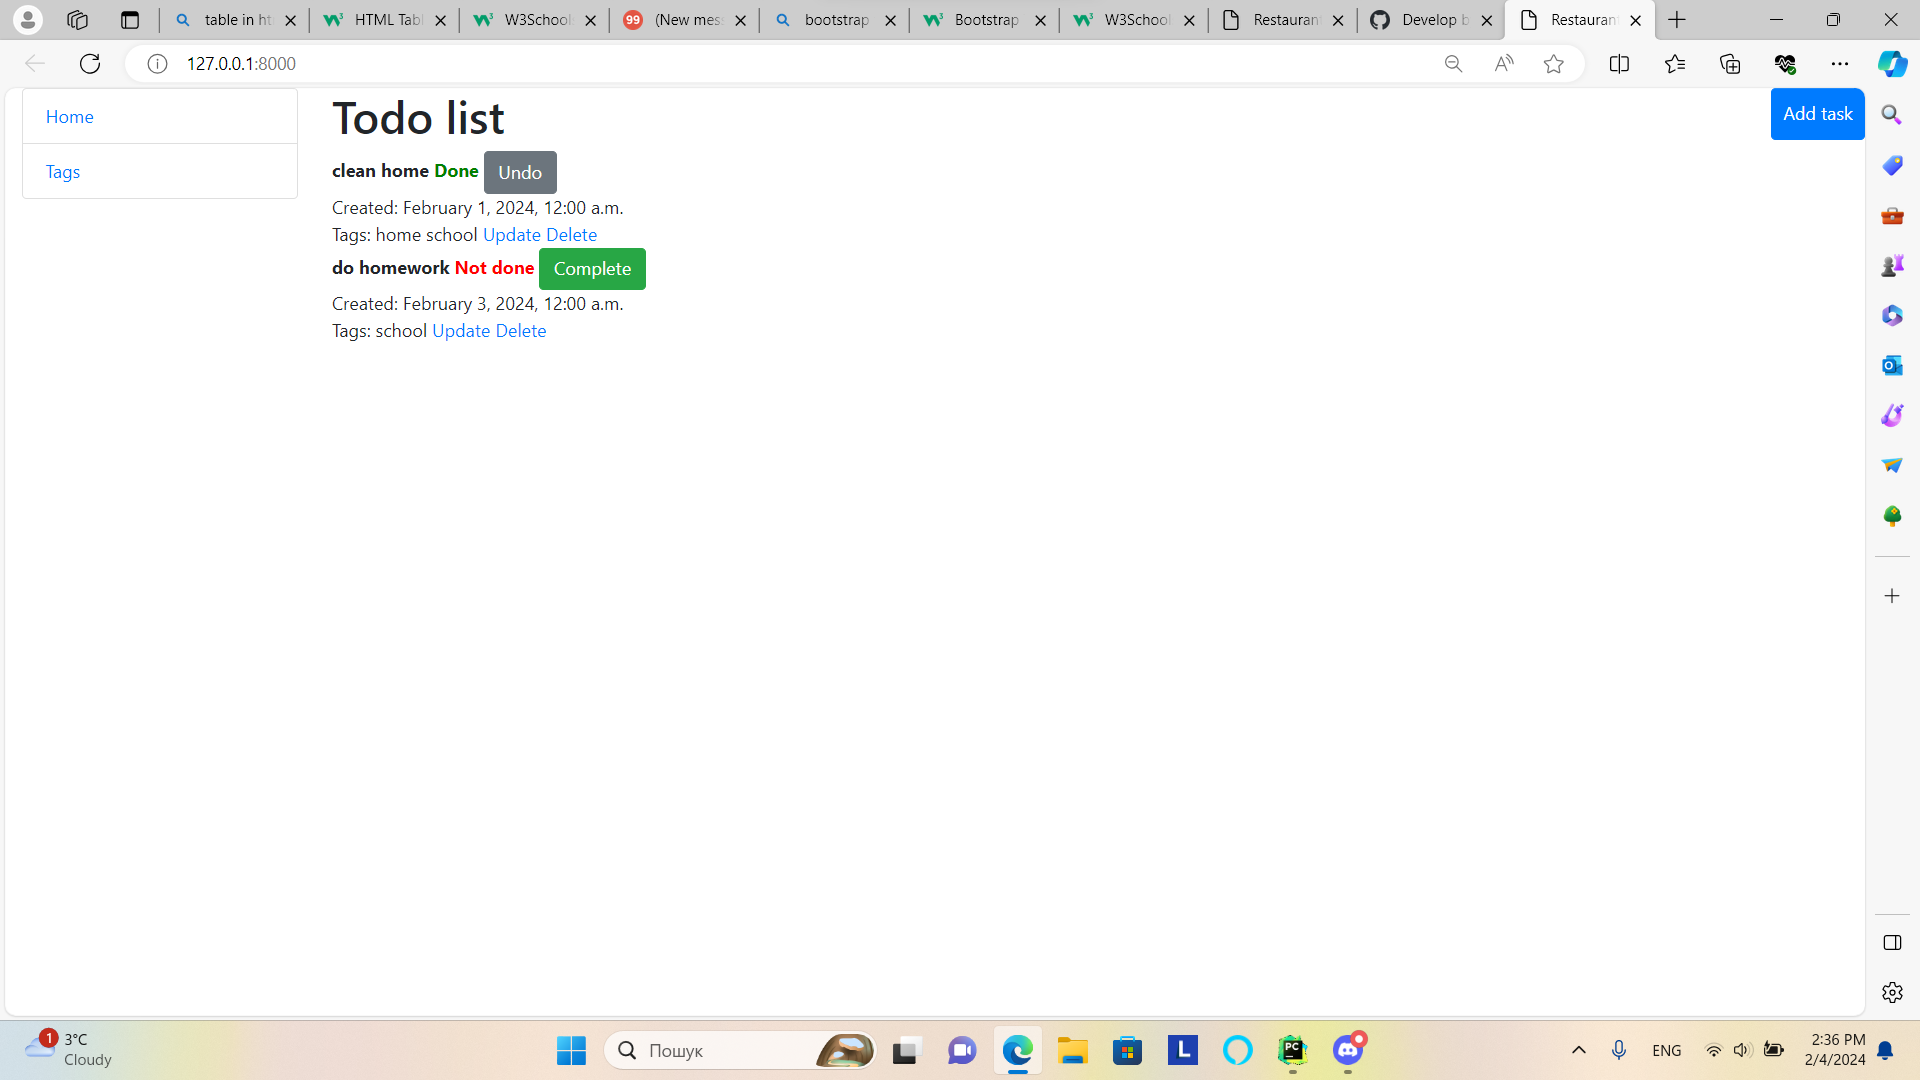 table in ht
HTML Tabl
W3School
99
(New mess
bootstrap
Bootstrap
W3School
Restauran
Develop b
Restauran
127.0.0.1:8000
Home
Tags
Todo list
Add task
clean home Done Undo
Created: February 1, 2024, 12:00 a.m.
Tags: home school Update Delete
do homework Not done Complete
Created: February 3, 2024, 12:00 a.m.
Tags: school Update Delete
1
3°C
Cloudy
Пошук
L
PC
ENG
2:36 PM
2/4/2024